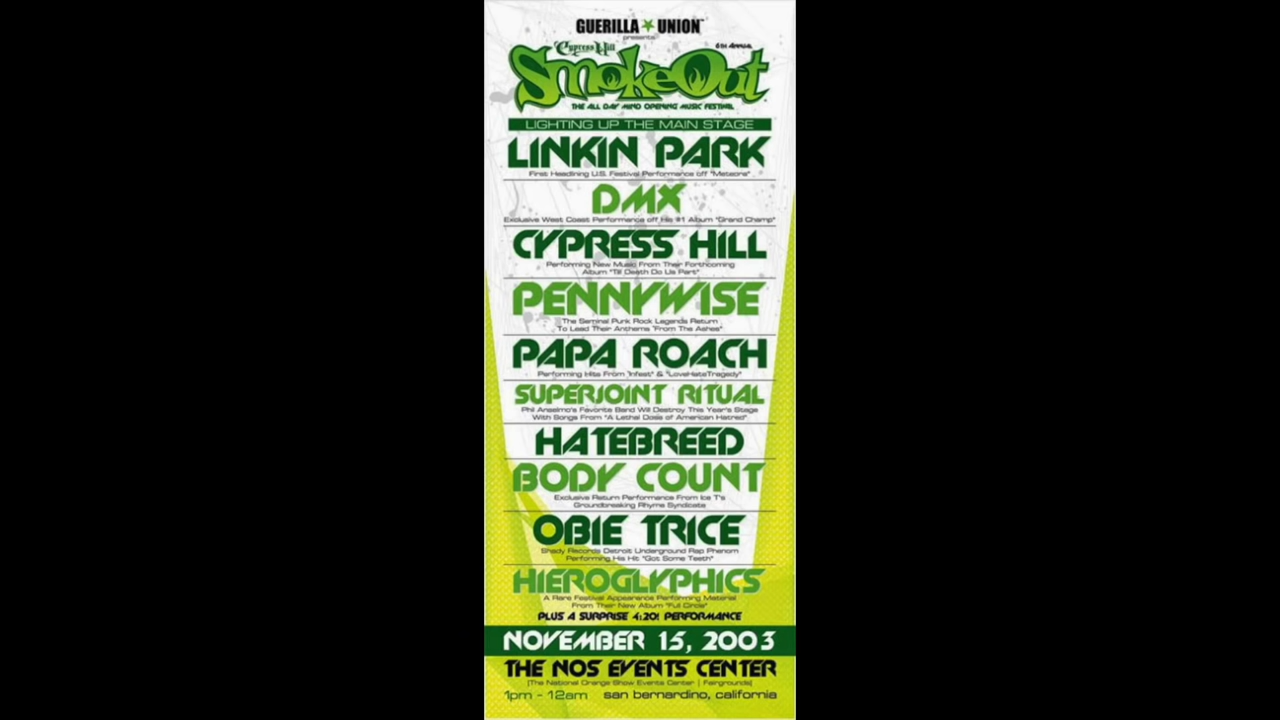 GUERILLA UNION™
presents
Cypress Hill 6th Annual
SmokeOut
THE ALL DAY MIND OPENING MUSIC FESTIVAL
LIGHTING UP THE MAIN STAGE
LINKIN PARK
First Headlining U.S. Festival Performance off "Meteora"
DMX
Exclusive West Coast Performance off His #1 Album "Grand Champ"
CYPRESS HILL
Performing New Music From Their Forthcoming
Album "Till Death Do Us Part"
PENNYWISE
The Seminal Punk Rock Legends Return
To Lead Their Anthems "From The Ashes"
PAPA ROACH
Performing Hits From "Infest" & "LoveHateTragedy"
SUPERJOINT RITUAL
Phil Anselmo's Favorite Band Will Destroy This Year's Stage
With Songs From "A Lethal Dosis of American Hatred".
HATEBREED
BODY COUNT
Exclusive Return Performance From Ice T's
Groundbreaking Rhyme Syndicate
OBIE TRICE
Shady Records Detroit Underground Rap Phenom
Performing His Hit "Got Some Teeth"
HIEROGLYPHICS
A Rare Festival Appearance Performing Material
From Their New Album "Full Circle"
PLUS A SURPRISE 4:20! PERFORMANCE
NOVEMBER 15, 2003
THE NOS EVENTS CENTER
[The National Orange Show Events Center | Fairgrounds]
1pm - 12am san bernardino, california